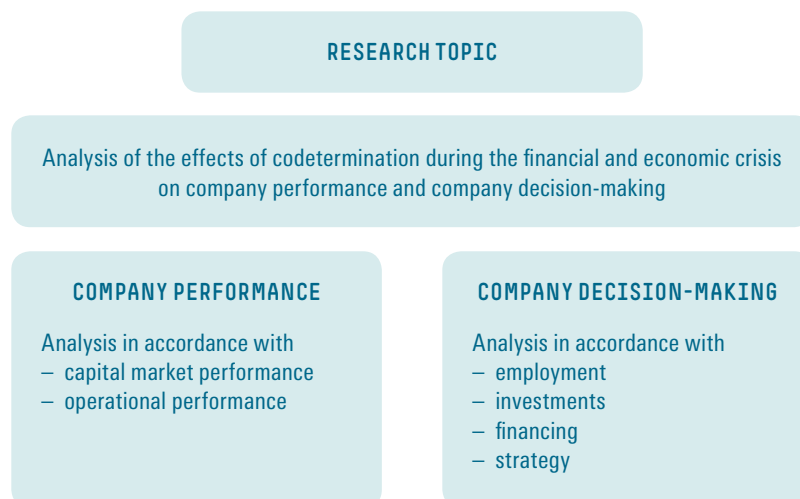 RESEARCH TOPIC
Analysis of the effects of codetermination during the financial and economic crisis
on company performance and company decision-making
COMPANY PERFORMANCE
Analysis in accordance with
– capital market performance
– operational performance
COMPANY DECISION-MAKING
Analysis in accordance with
– employment
– investments
– financing
– strategy